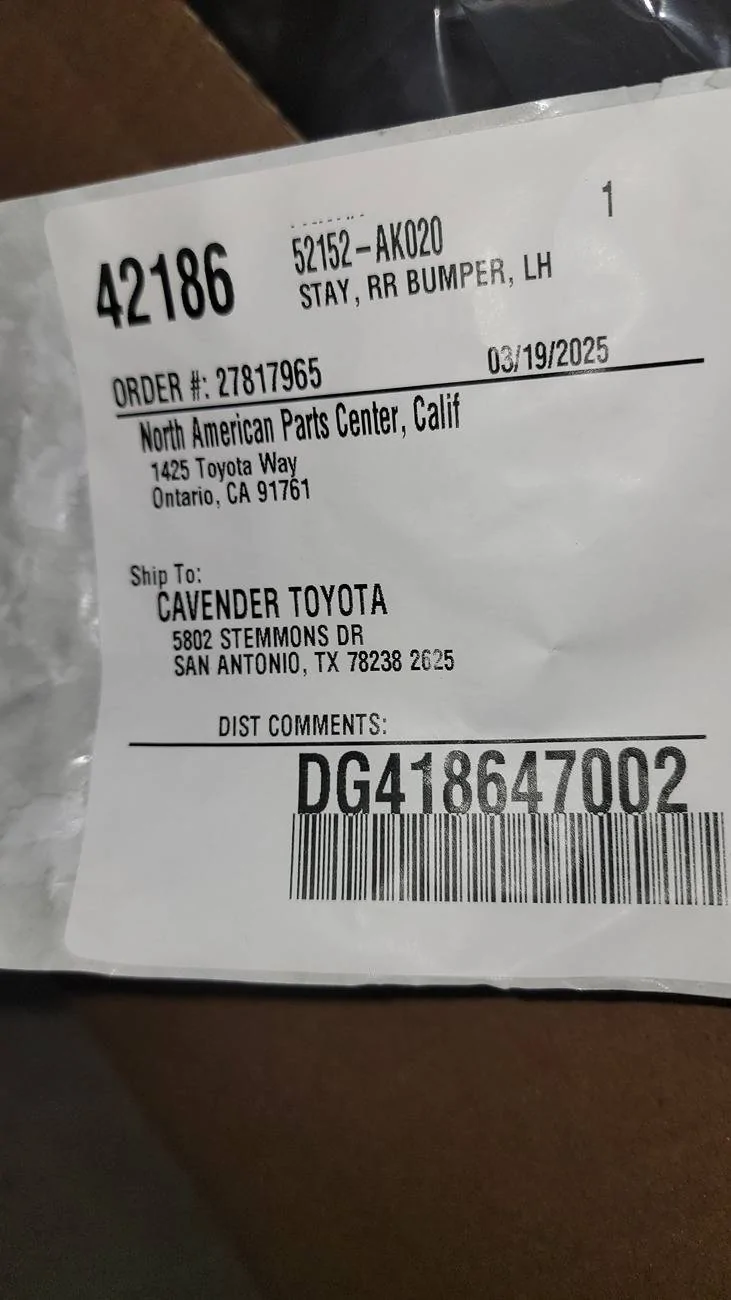 1
42186
52152-AK020
STAY, RR BUMPER, LH
ORDER #: 27817965
03/19/2025
North American Parts Center, Calif
1425 Toyota Way
Ontario, CA 91761
Ship To:
CAVENDER TOYOTA
5802 STEMMONS DR
SAN ANTONIO, TX 78238 2625
DIST COMMENTS:
DG418647002